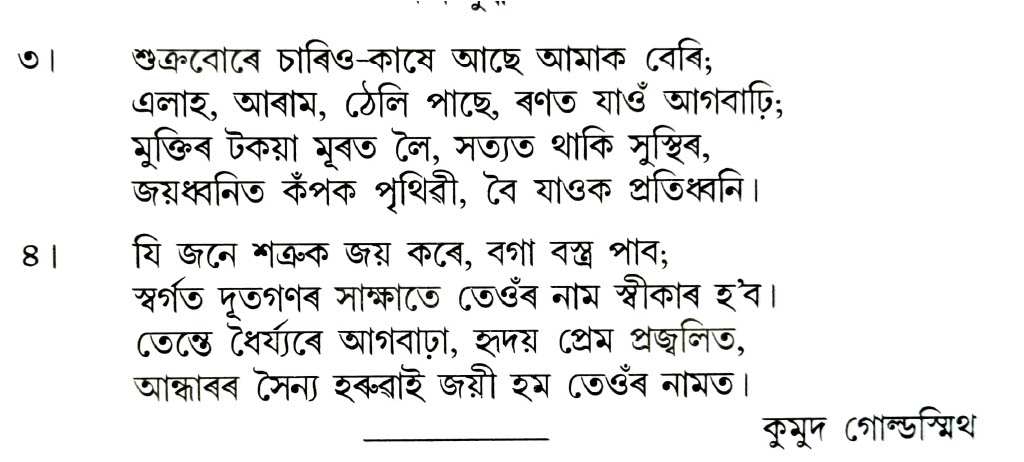 ৩। শুক্ৰবোৰে চাৰিও-কাষে আছে আমাক বেৰি;
এলাহ, আৰাম, ঠেলি পাছে, ৰণত যাওঁ আগবাঢ়ি;
মুক্তিৰ টকয়া মূৰত লৈ, সত্যত থাকি সুস্থিৰ,
জয়ধ্বনিত কঁপক পৃথিৱী, বৈ যাওক প্ৰতিধ্বনি।
৪। যি জনে শত্ৰুক জয় কৰে, বগা বস্ত্ৰ পাব;
স্বৰ্গত দূতগণৰ সাক্ষাতে তেওঁৰ নাম স্বীকাৰ হ'ব।
তেন্তে ধৈৰ্য্যৰে আগবাঢ়া, হৃদয় প্ৰেম প্ৰজ্বলিত,
আন্ধাৰৰ সৈন্য হৰুৱাই জয়ী হম তেওঁৰ নামত।
কুমুদ গোল্ডস্মিথ